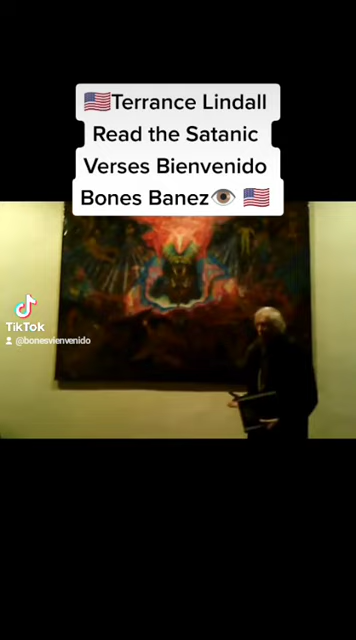 🇺🇸Terrance Lindall
Read the Satanic
Verses Bienvenido
Bones Banez👁️ 🇺🇸
TikTok
@bonesvienvenido